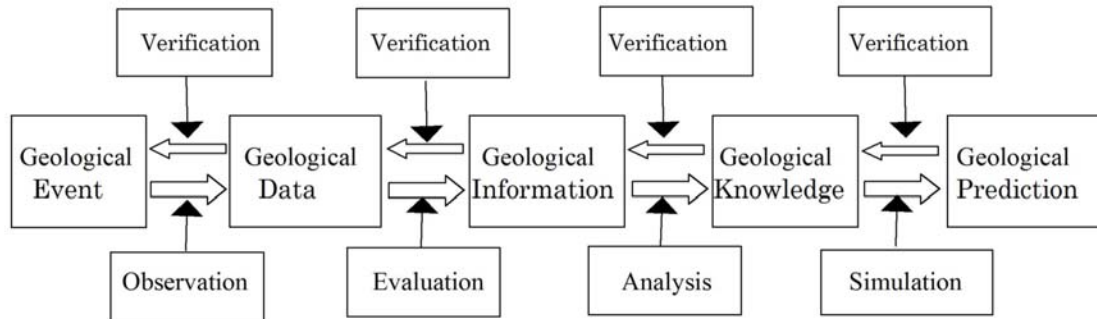 Verification
Verification
Verification
Verification
Geological
Event
Geological
Data
Geological
Information
Geological
Knowledge
Geological
Prediction
Observation
Evaluation
Analysis
Simulation